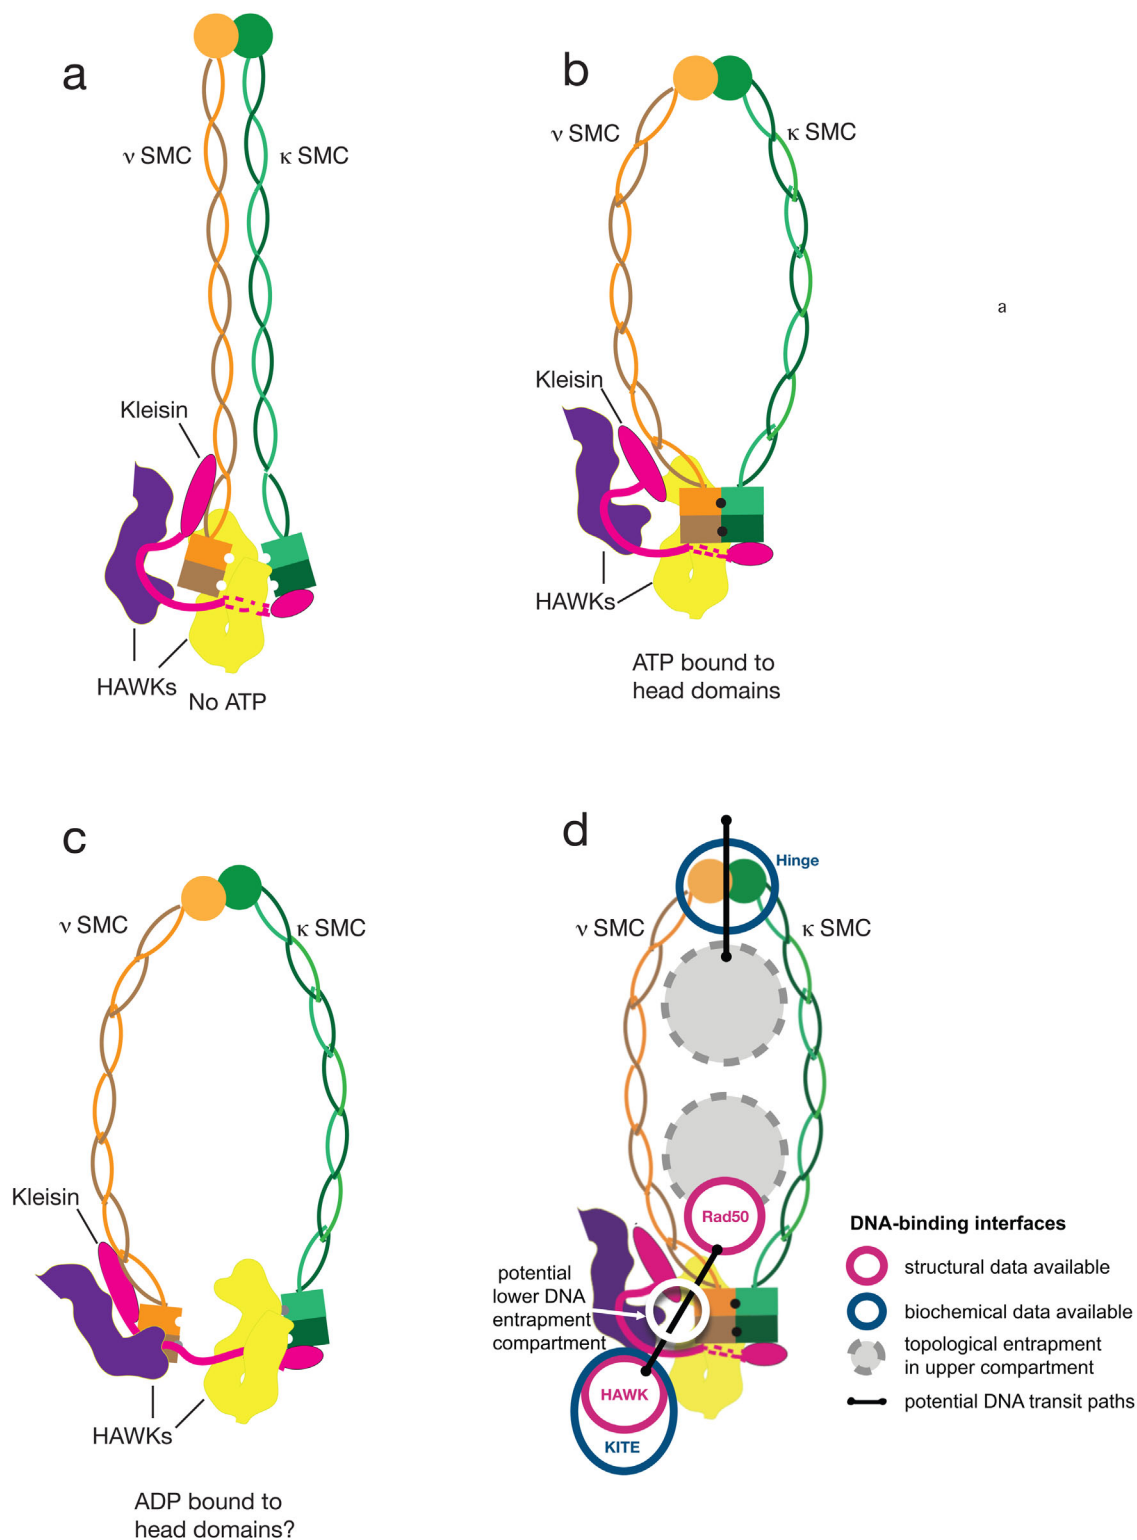 a
ν SMC
κ SMC
Kleisin
HAWKs
No ATP
b
ν SMC
κ SMC
Kleisin
HAWKs
ATP bound to
head domains
a
c
ν SMC
κ SMC
Kleisin
HAWKs
ADP bound to
head domains?
d
Hinge
ν SMC
κ SMC
Rad50
potential
lower DNA
entrapment
compartment
HAWK
KITE
DNA-binding interfaces
structural data available
biochemical data available
topological entrapment
in upper compartment
potential DNA transit paths